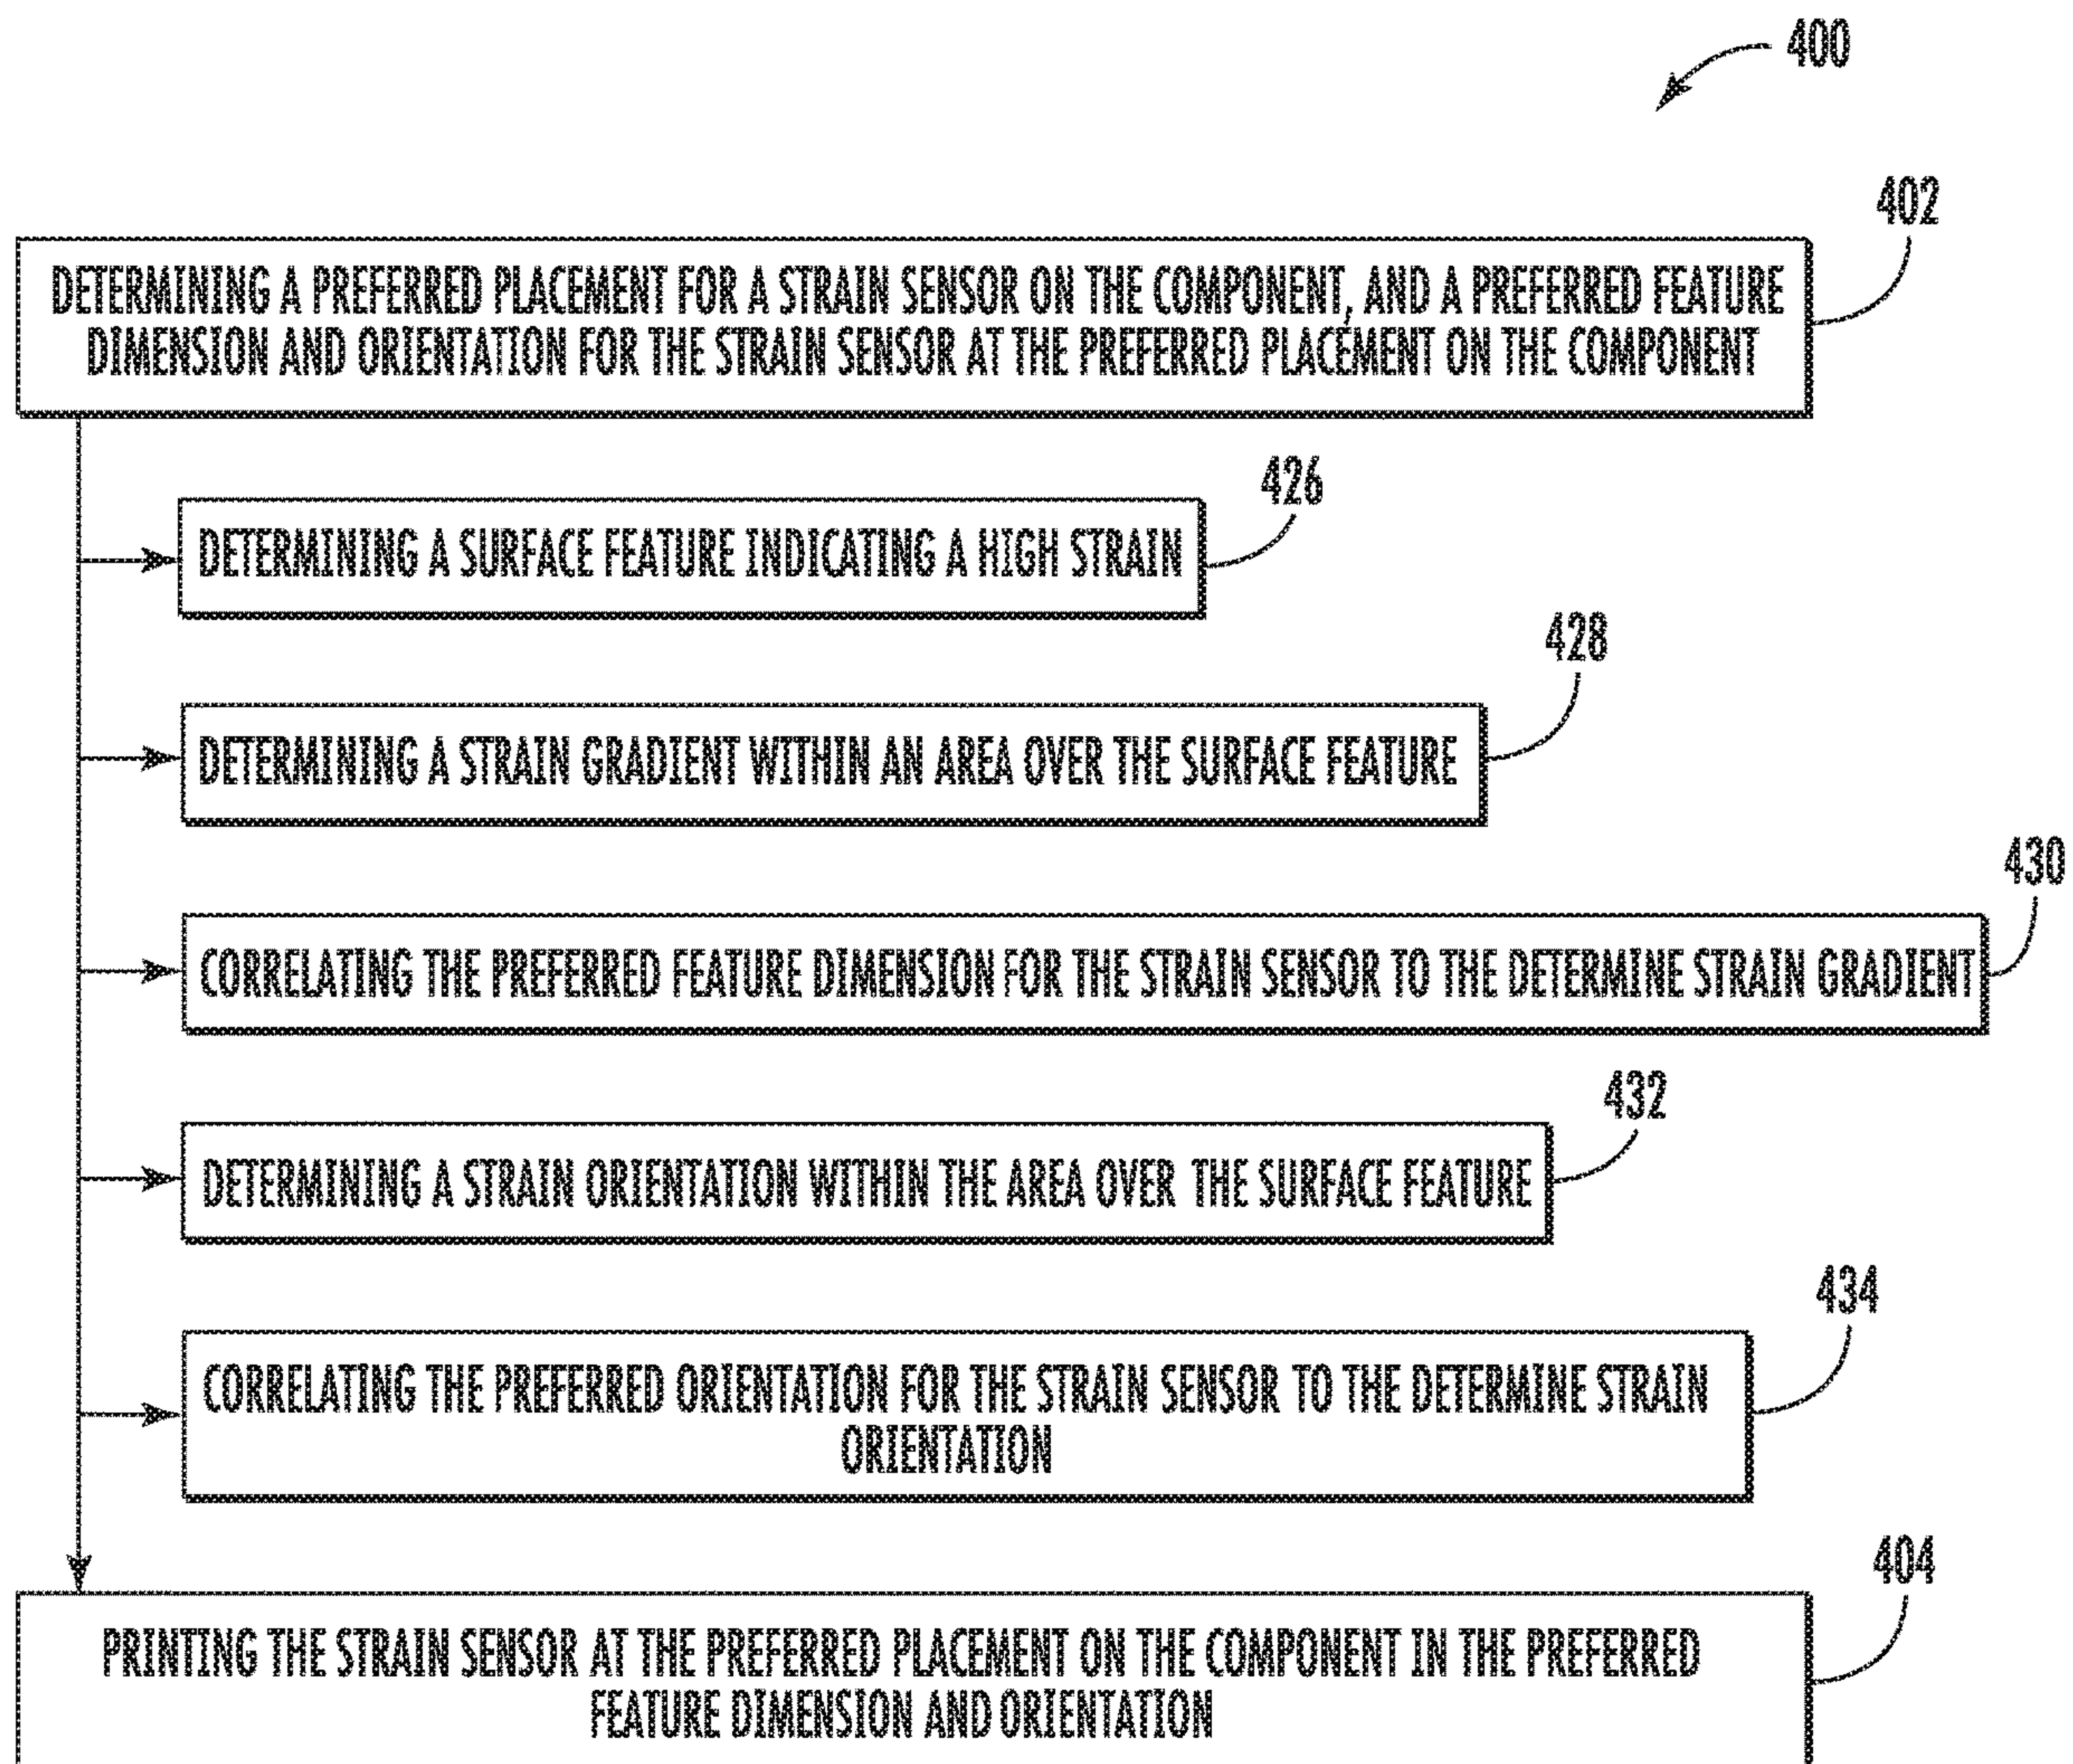 400
402
DETERMINING A PREFERRED PLACEMENT FOR A STRAIN SENSOR ON THE COMPONENT, AND A PREFERRED FEATURE
DIMENSION AND ORIENTATION FOR THE STRAIN SENSOR AT THE PREFERRED PLACEMENT ON THE COMPONENT
426
DETERMINING A SURFACE FEATURE INDICATING A HIGH STRAIN
428
DETERMINING A STRAIN GRADIENT WITHIN AN AREA OVER THE SURFACE FEATURE
430
CORRELATING THE PREFERRED FEATURE DIMENSION FOR THE STRAIN SENSOR TO THE DETERMINE STRAIN GRADIENT
432
DETERMINING A STRAIN ORIENTATION WITHIN THE AREA OVER THE SURFACE FEATURE
434
CORRELATING THE PREFERRED ORIENTATION FOR THE STRAIN SENSOR TO THE DETERMINE STRAIN
ORIENTATION
404
PRINTING THE STRAIN SENSOR AT THE PREFERRED PLACEMENT ON THE COMPONENT IN THE PREFERRED
FEATURE DIMENSION AND ORIENTATION